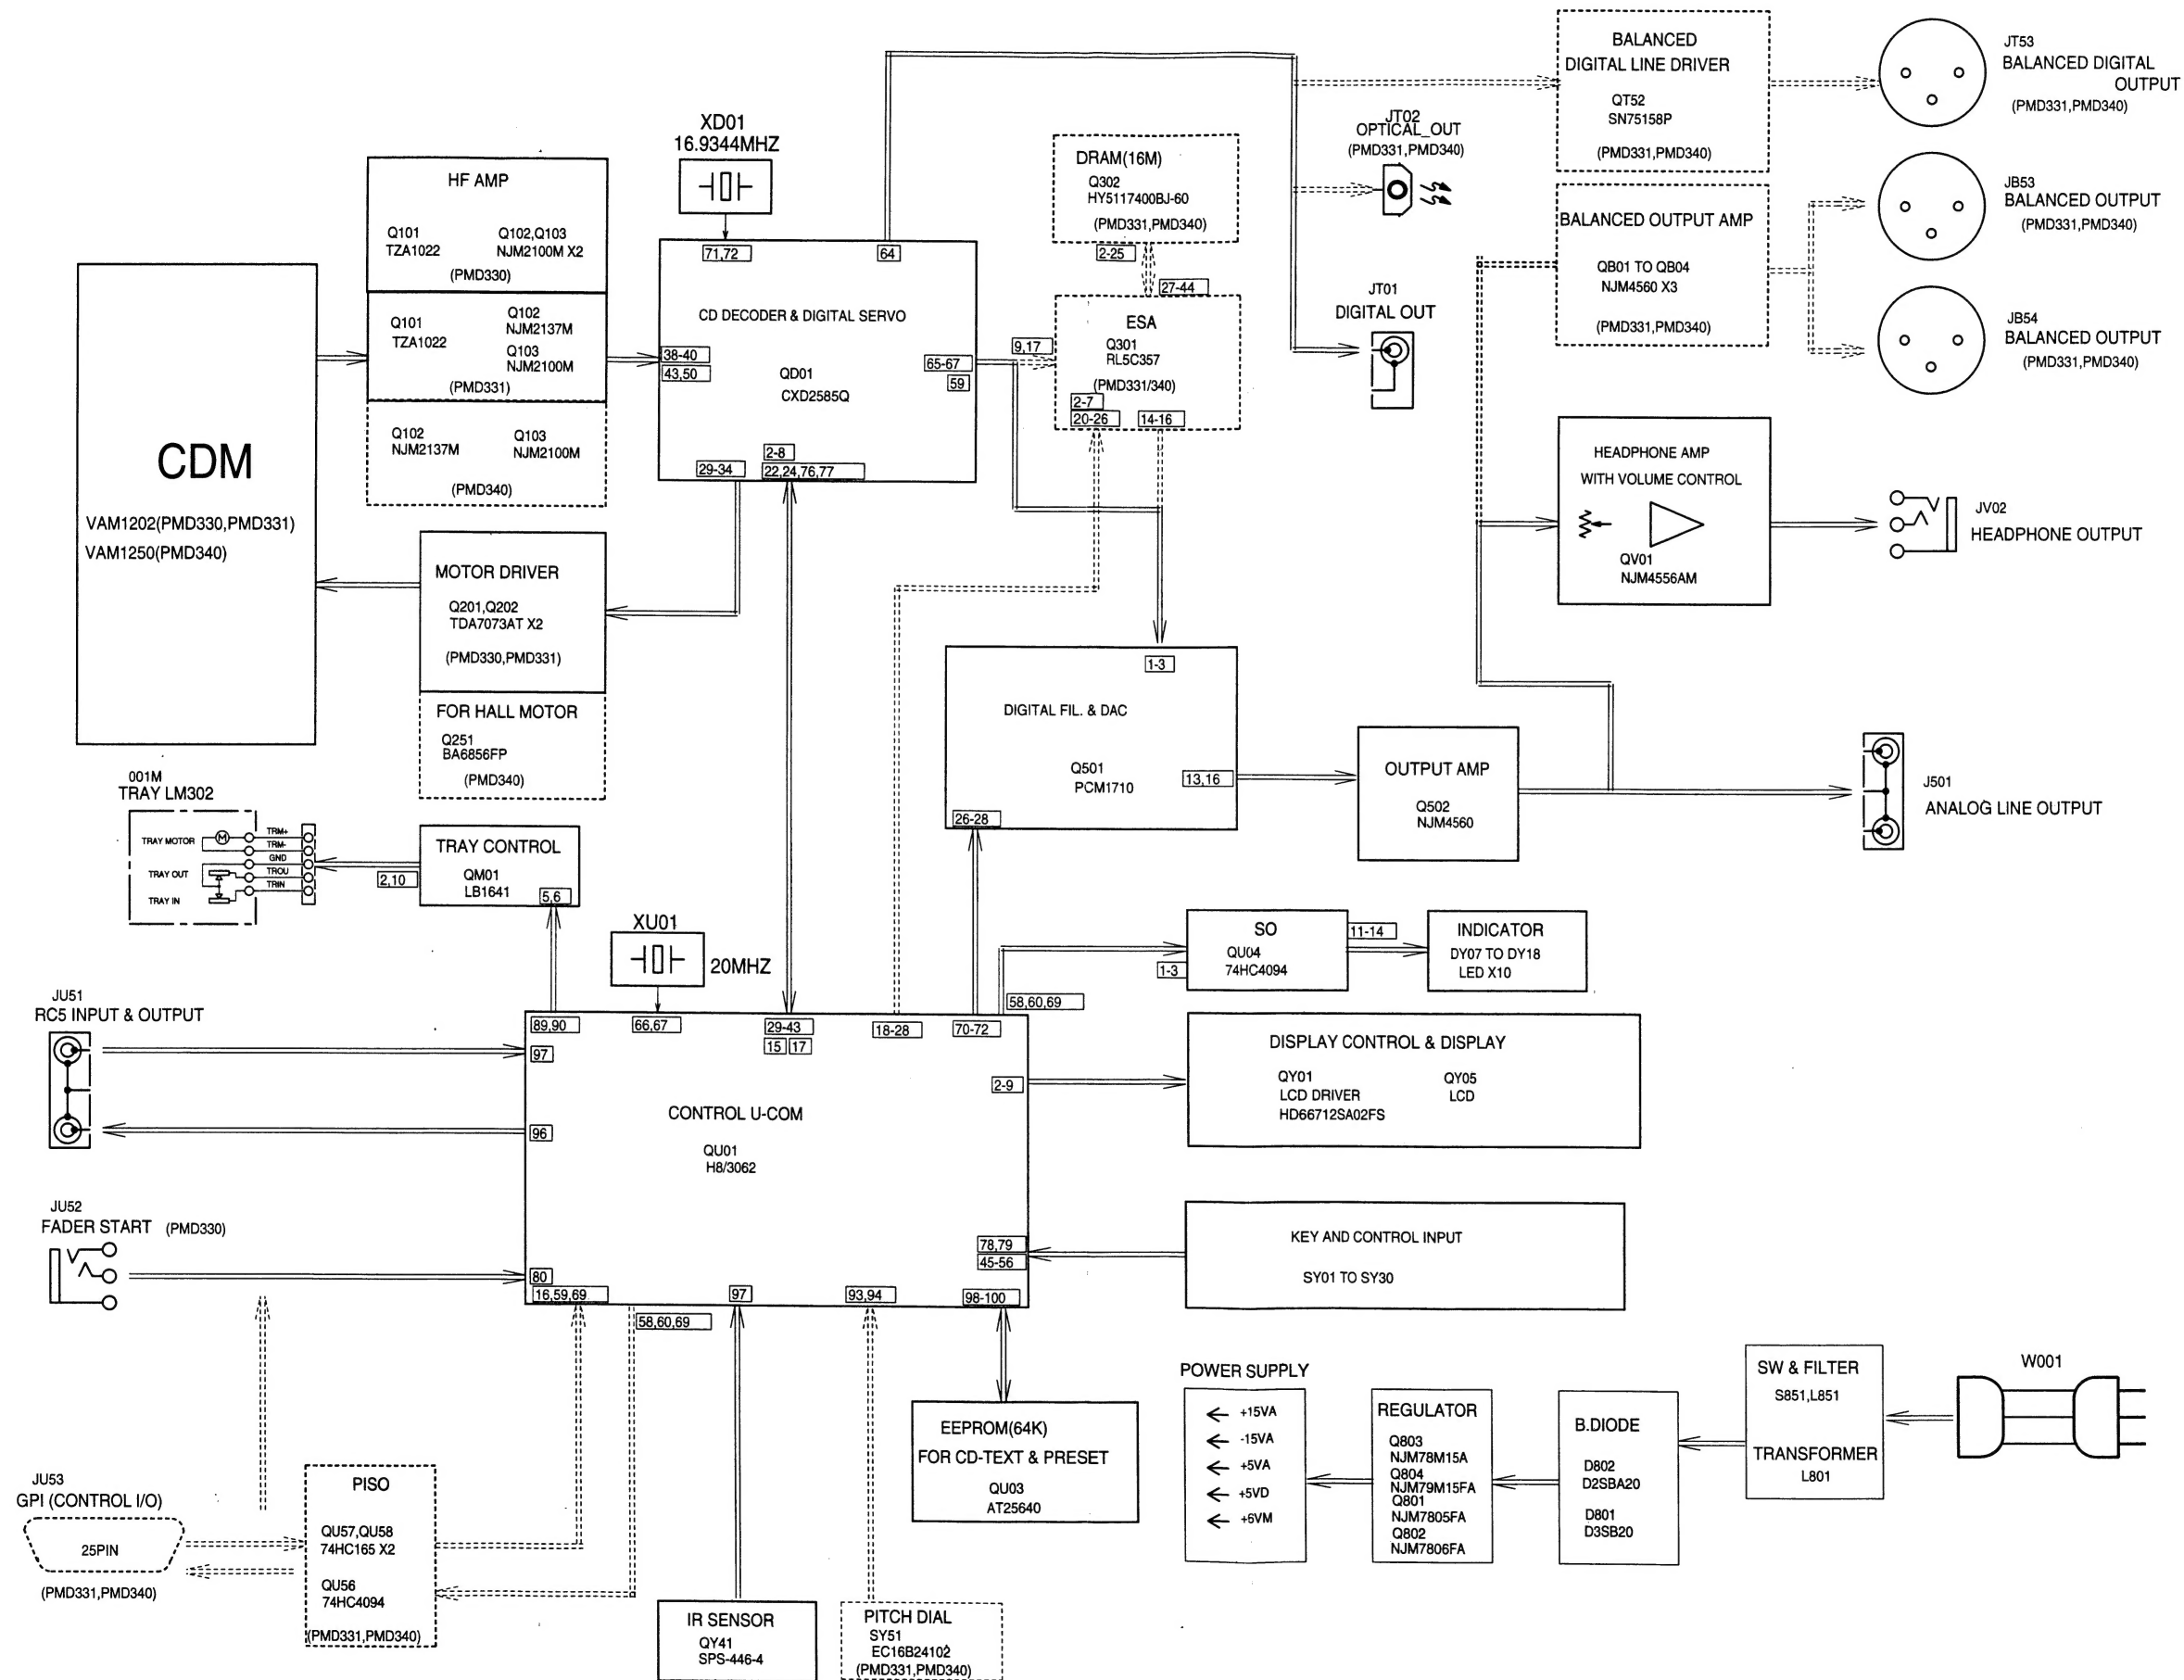 BALANCED
DIGITAL LINE DRIVER
QT52
SN75158P
(PMD331,PMD340)
JT53
BALANCED DIGITAL
OUTPUT
(PMD331,PMD340)
XD01
16.9344MHZ
JT02
OPTICAL_OUT
(PMD331,PMD340)
DRAM(16M)
Q302
HY5117400BJ-60
(PMD331,PMD340)
2-25
27-44
HF AMP
Q101
TZA1022
Q102,Q103
NJM2100M X2
(PMD330)
Q101
TZA1022
Q102
NJM2137M
Q103
NJM2100M
(PMD331)
Q102
NJM2137M
Q103
NJM2100M
(PMD340)
71,72
64
CD DECODER & DIGITAL SERVO
38-40
43,50
QD01
CXD2585Q
65-67
59
2-8
29-34
22,24,76,77
9,17
ESA
Q301
RL5C357
(PMD331/340)
2-7
20-26
14-16
JT01
DIGITAL OUT
BALANCED OUTPUT AMP
QB01 TO QB04
NJM4560 X3
(PMD331,PMD340)
JB53
BALANCED OUTPUT
(PMD331,PMD340)
JB54
BALANCED OUTPUT
(PMD331,PMD340)
CDM
VAM1202(PMD330,PMD331)
VAM1250(PMD340)
HEADPHONE AMP
WITH VOLUME CONTROL
QV01
NJM4556AM
JV02
HEADPHONE OUTPUT
MOTOR DRIVER
Q201,Q202
TDA7073AT X2
(PMD330,PMD331)
FOR HALL MOTOR
Q251
BA6856FP
(PMD340)
1-3
DIGITAL FIL. & DAC
Q501
PCM1710
13,16
26-28
OUTPUT AMP
Q502
NJM4560
J501
ANALOG LINE OUTPUT
001M
TRAY LM302
TRAY MOTOR
M
TRAY OUT
TRAY IN
TRM+
TRM-
GND
TROU
TRIN
2,10
TRAY CONTROL
QM01
LB1641
5,6
XU01
20MHZ
SO
QU04
74HC4094
1-3
11-14
INDICATOR
DY07 TO DY18
LED X10
58,60,69
JU51
RC5 INPUT & OUTPUT
89,90
66,67
29-43
15
17
18-28
70-72
97
96
2-9
CONTROL U-COM
QU01
H8/3062
DISPLAY CONTROL & DISPLAY
QY01
LCD DRIVER
HD66712SA02FS
QY05
LCD
JU52
FADER START (PMD330)
80
16,59,69
97
93,94
98-100
78,79
45-56
58,60,69
KEY AND CONTROL INPUT
SY01 TO SY30
JU53
GPI (CONTROL I/O)
25PIN
(PMD331,PMD340)
PISO
QU57,QU58
74HC165 X2
QU56
74HC4094
(PMD331,PMD340)
IR SENSOR
QY41
SPS-446-4
PITCH DIAL
SY51
EC16B24102
(PMD331,PMD340)
EEPROM(64K)
FOR CD-TEXT & PRESET
QU03
AT25640
POWER SUPPLY
+15VA
-15VA
+5VA
+5VD
+6VM
REGULATOR
Q803
NJM78M15A
Q804
NJM79M15FA
Q801
NJM7805FA
Q802
NJM7806FA
B.DIODE
D802
D2SBA20
D801
D3SB20
SW & FILTER
S851,L851
TRANSFORMER
L801
W001